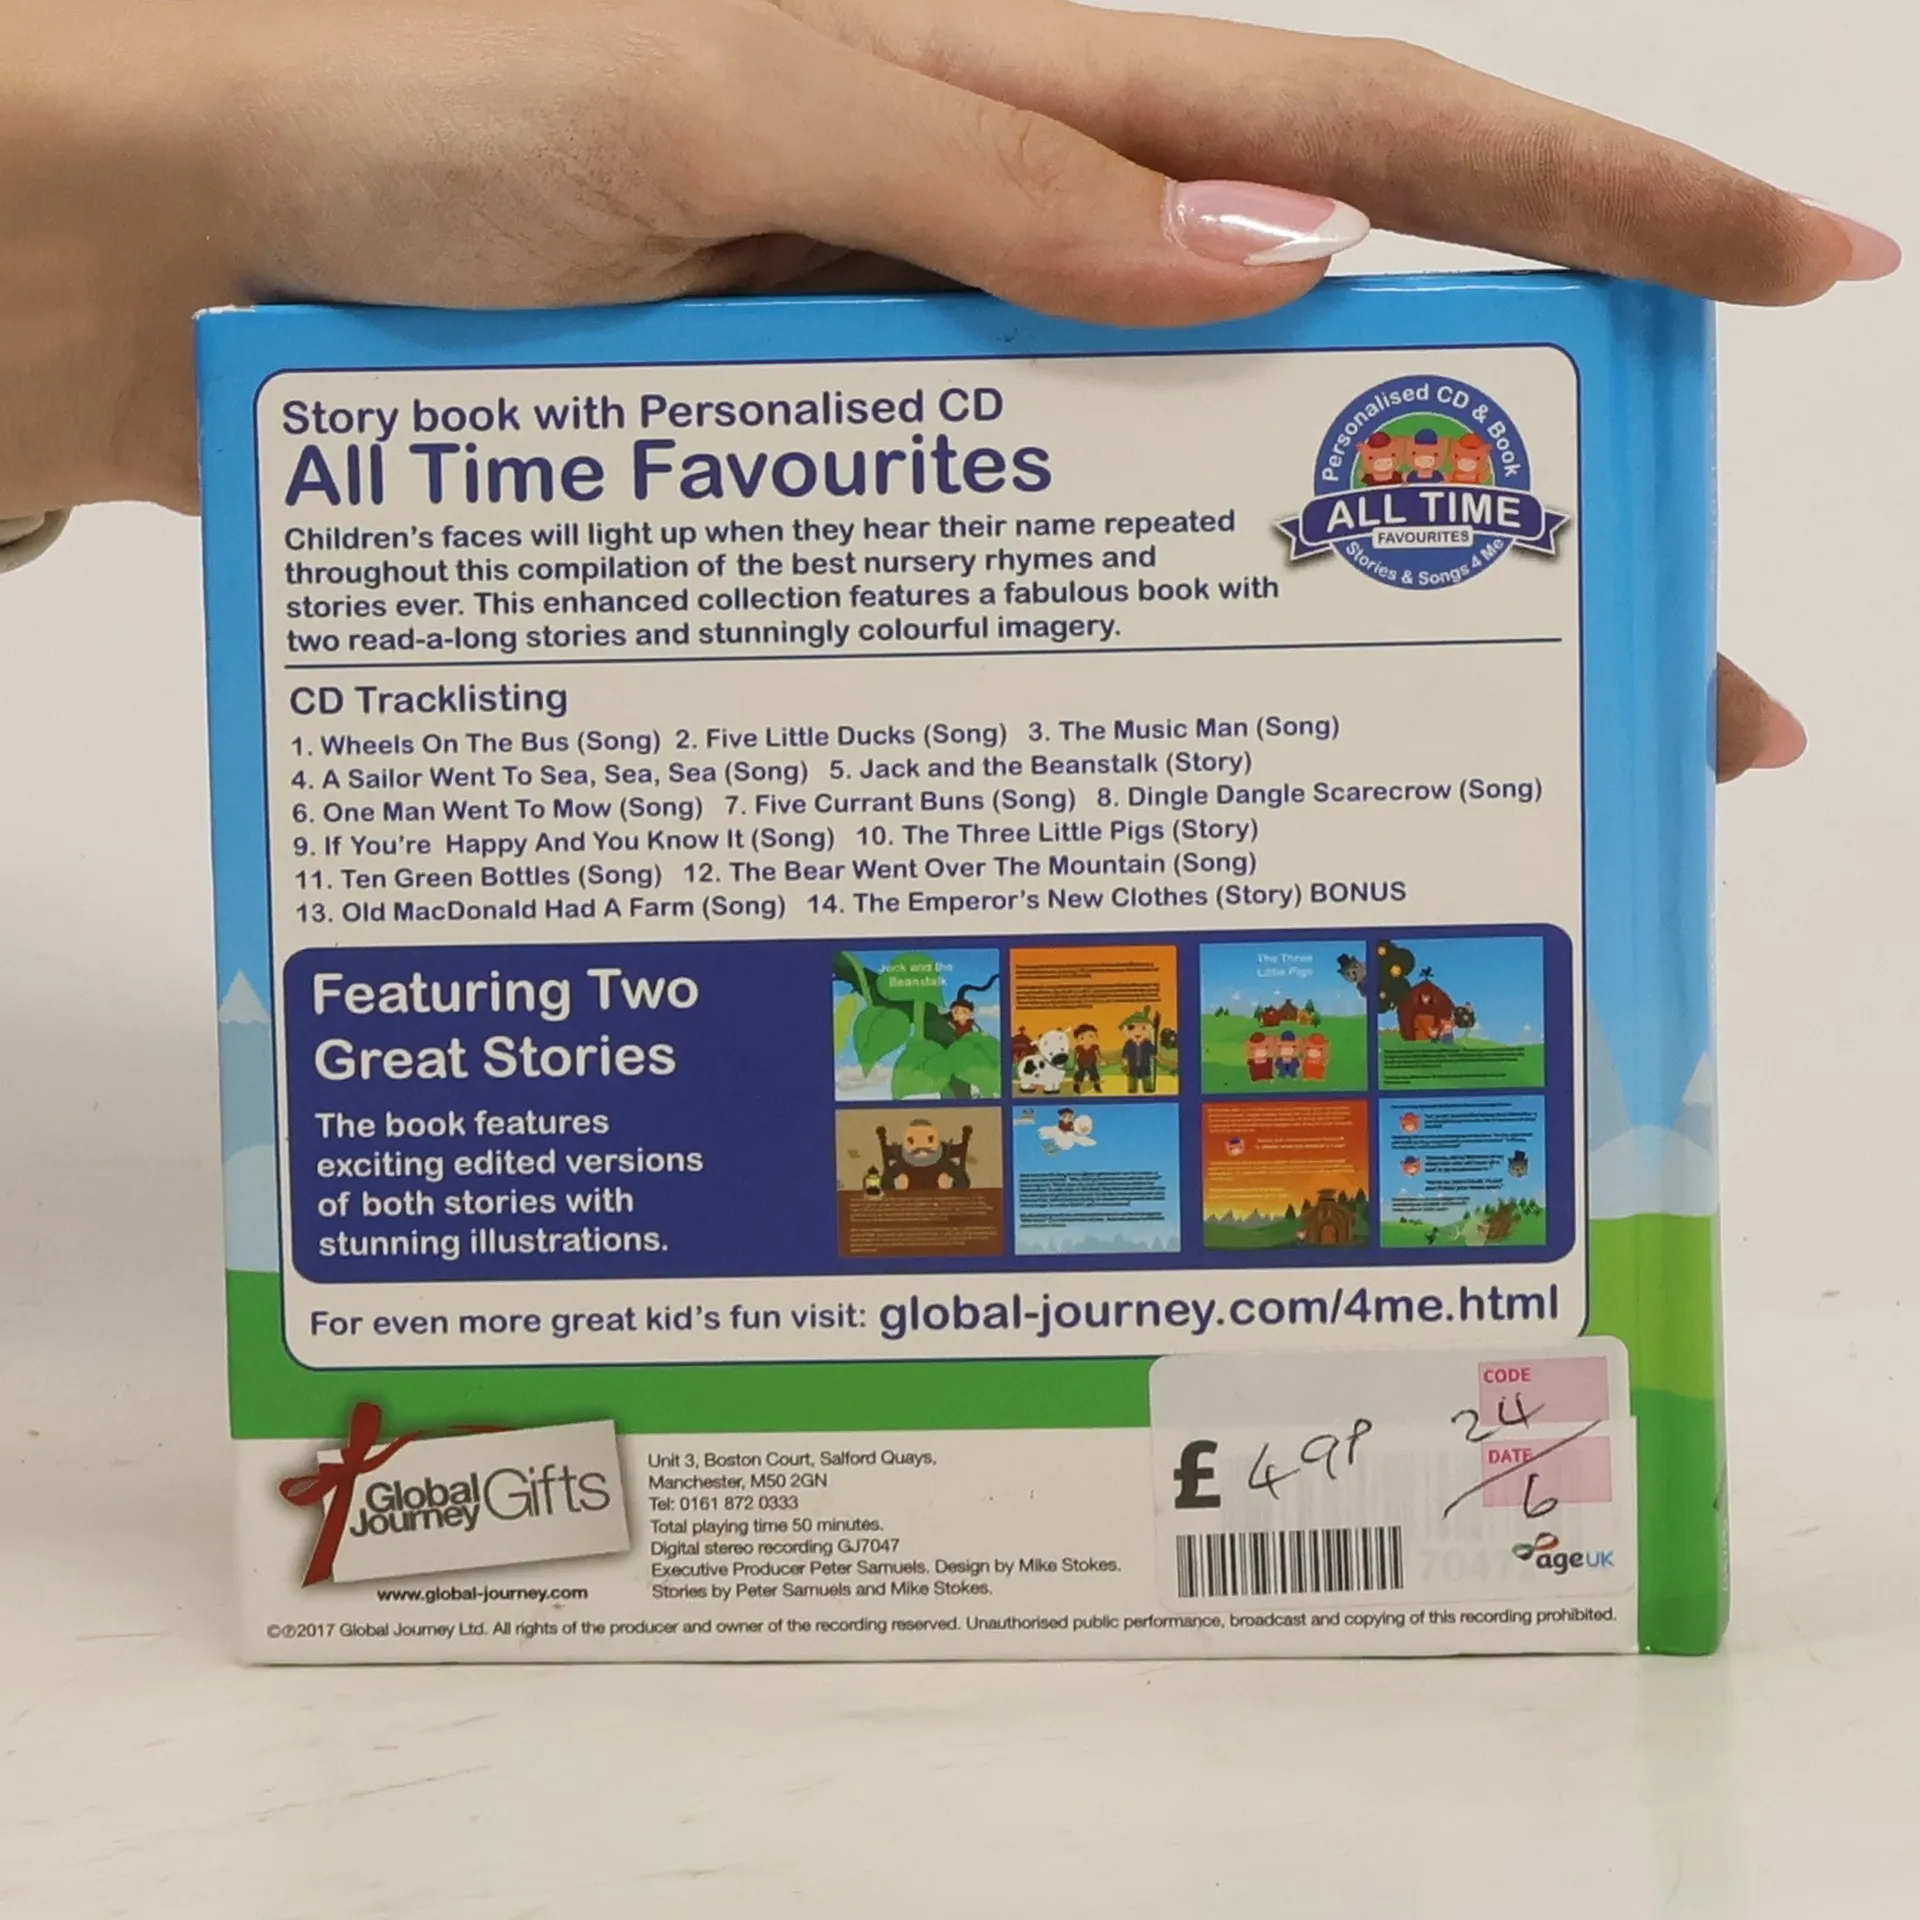 Story book with Personalised CD
All Time Favourites
Children's faces will light up when they hear their name repeated
throughout this compilation of the best nursery rhymes and
stories ever. This enhanced collection features a fabulous book with
two read-a-long stories and stunningly colourful imagery.
Personalised CD & Book
ALL TIME
FAVOURITES
Stories & Songs 4 Me
CD Tracklisting
1. Wheels On The Bus (Song) 2. Five Little Ducks (Song) 3. The Music Man (Song)
4. A Sailor Went To Sea, Sea, Sea (Song) 5. Jack and the Beanstalk (Story)
6. One Man Went To Mow (Song) 7. Five Currant Buns (Song) 8. Dingle Dangle Scarecrow (Song)
9. If You're Happy And You Know It (Song) 10. The Three Little Pigs (Story)
11. Ten Green Bottles (Song) 12. The Bear Went Over The Mountain (Song)
13. Old MacDonald Had A Farm (Song) 14. The Emperor's New Clothes (Story) BONUS
Featuring Two
Great Stories
The book features
exciting edited versions
of both stories with
stunning illustrations.
Jack and the
Beanstalk
The Three
Little Pigs
For even more great kid's fun visit: global-journey.com/4me.html
Global
Journey Gifts
www.global-journey.com
Unit 3, Boston Court, Salford Quays,
Manchester, M50 2GN
Tel: 0161 872 0333
Total playing time 50 minutes.
Digital stereo recording GJ7047
Executive Producer Peter Samuels. Design by Mike Stokes.
Stories by Peter Samuels and Mike Stokes.
£ 49P
CODE
24
DATE
6
ageUK
©℗2017 Global Journey Ltd. All rights of the producer and owner of the recording reserved. Unauthorised public performance, broadcast and copying of this recording prohibited.